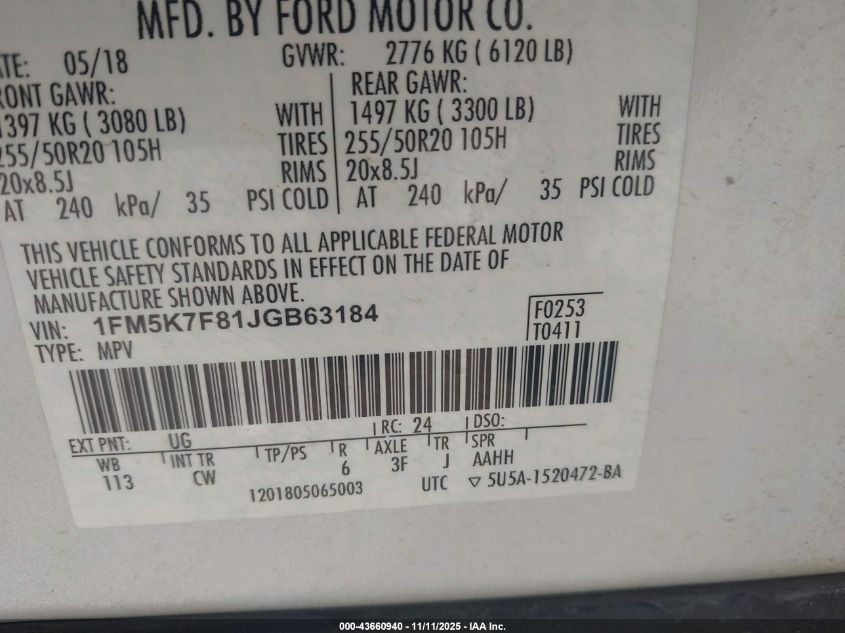 MFD. BY FORD MOTOR CO.
ATE: 05/18 GVWR: 2776 KG ( 6120 LB)
RONT GAWR: REAR GAWR:
1397 KG ( 3080 LB) WITH 1497 KG ( 3300 LB) WITH
255/50R20 105H TIRES 255/50R20 105H TIRES
20x8.5J RIMS 20x8.5J RIMS
AT 240 kPa/ 35 PSI COLD AT 240 kPa/ 35 PSI COLD
THIS VEHICLE CONFORMS TO ALL APPLICABLE FEDERAL MOTOR
VEHICLE SAFETY STANDARDS IN EFFECT ON THE DATE OF
MANUFACTURE SHOWN ABOVE.
VIN: 1FM5K7F81JGB63184 F0253
TYPE: MPV T0411
EXT PNT: UG RC: 24 DSO:
WB INT TR TP/PS R AXLE TR SPR
113 CW 6 3F J AAHH
1201805065003 UTC ▽ 5U5A-1520472-BA
000-43660940 - 11/11/2025 - IAA Inc.